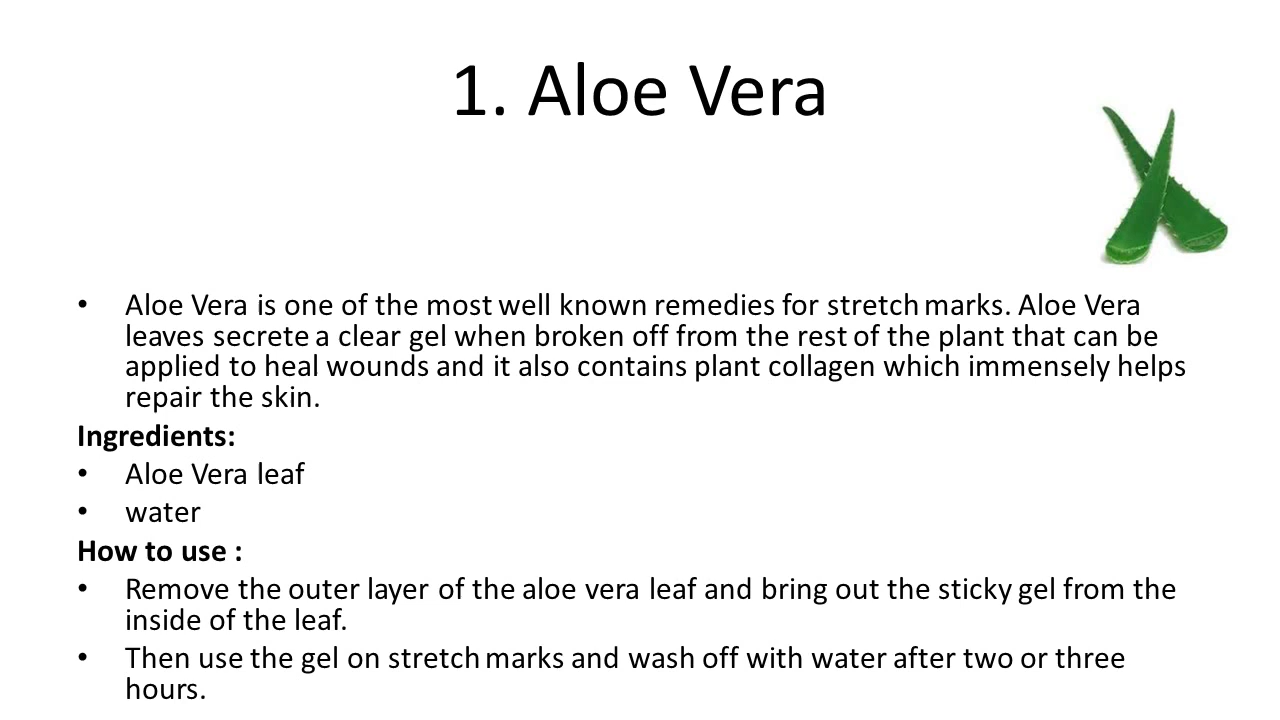 1. Aloe Vera
• Aloe Vera is one of the most well known remedies for stretch marks. Aloe Vera
leaves secrete a clear gel when broken off from the rest of the plant that can be
applied to heal wounds and it also contains plant collagen which immensely helps
repair the skin.
Ingredients:
• Aloe Vera leaf
• water
How to use :
• Remove the outer layer of the aloe vera leaf and bring out the sticky gel from the
inside of the leaf.
• Then use the gel on stretch marks and wash off with water after two or three
hours.